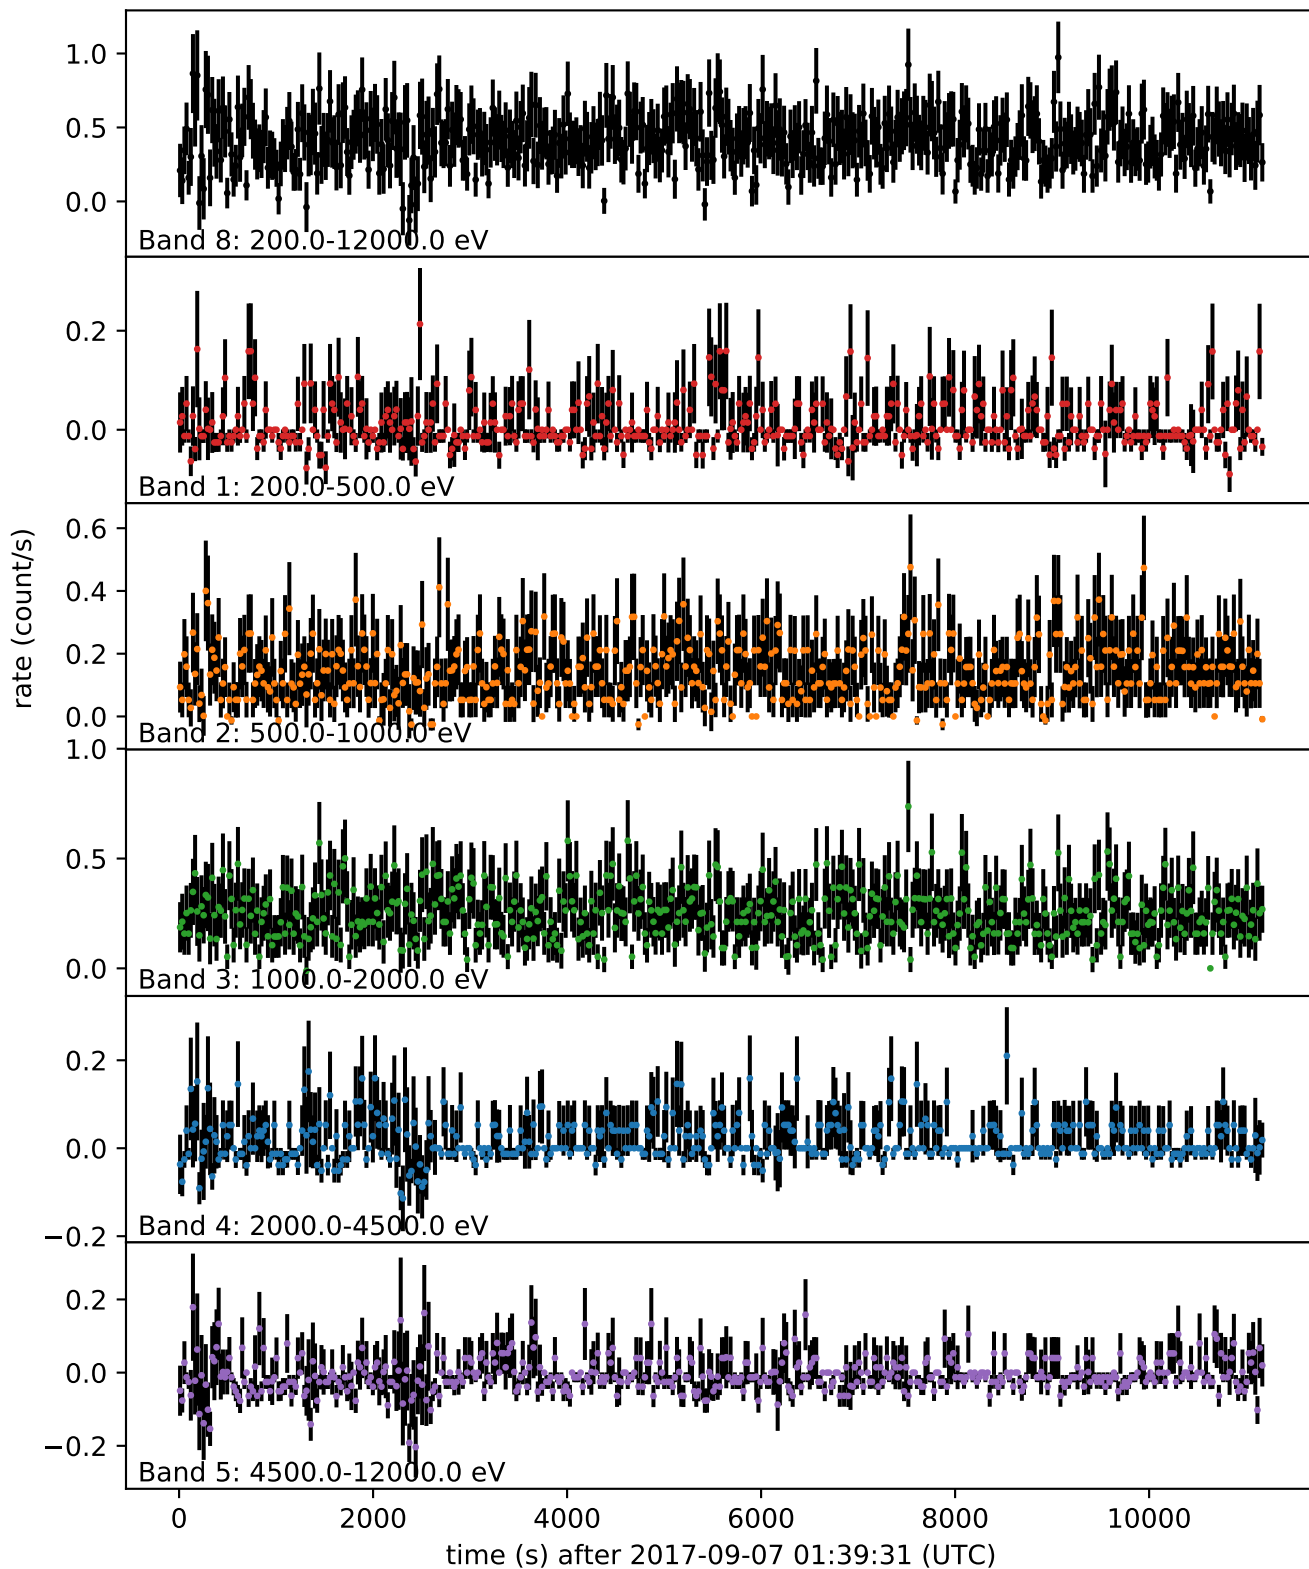 1.0
0.5
0.0
Band 8: 200.0-12000.0 eV
0.2
0.0
Band 1: 200.0-500.0 eV
0.6
0.4
0.2
0.0
Band 2: 500.0-1000.0 eV
rate (count/s)
1.0
0.5
0.0
Band 3: 1000.0-2000.0 eV
0.2
0.0
−0.2
Band 4: 2000.0-4500.0 eV
0.2
0.0
−0.2
Band 5: 4500.0-12000.0 eV
0 2000 4000 6000 8000 10000
time (s) after 2017-09-07 01:39:31 (UTC)